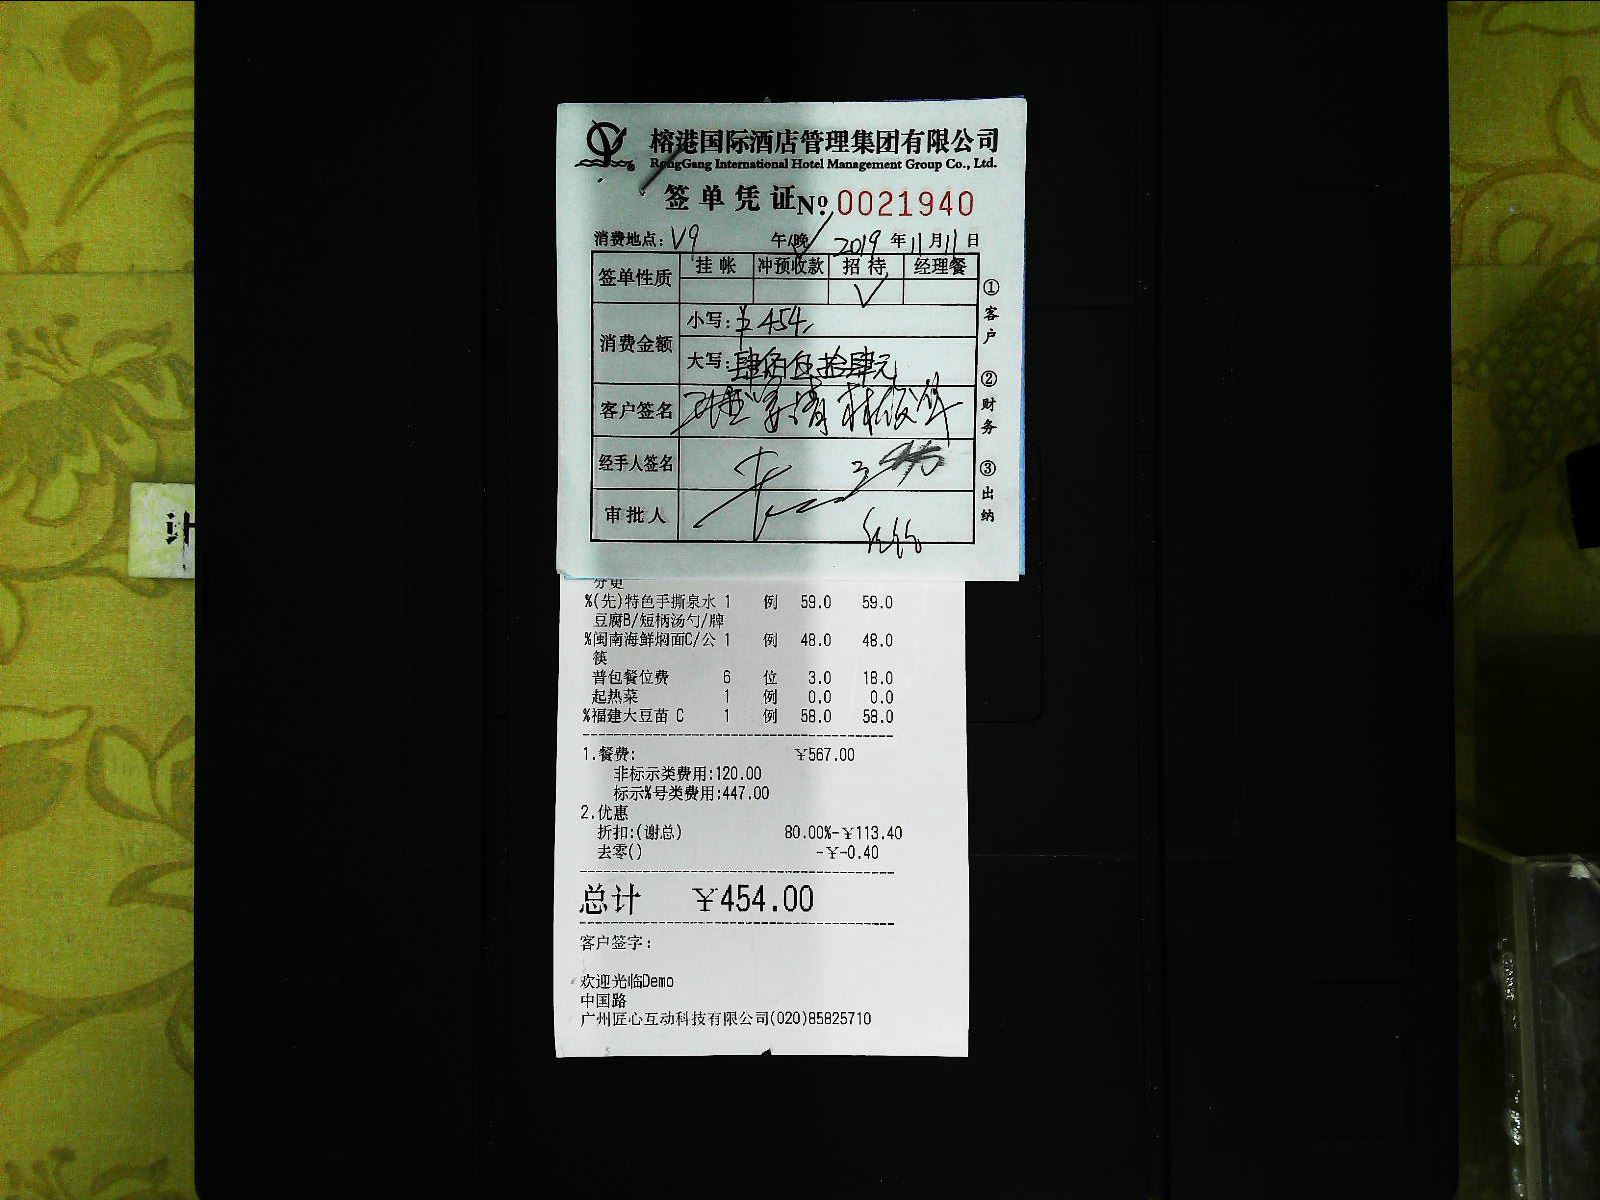 榕港国际酒店管理集团有限公司
RongGang International Hotel Management Group Co., Ltd.
签单凭证 No. 0021940
消费地点: V9 午/晚 2019 年 11 月 11 日
签单性质 挂帐 冲预收款 招待 经理餐
✓
消费金额 小写: ¥454
大写: 肆佰伍拾肆元
客户签名
经手人签名
审批人
①客户 ②财务 ③出纳
%(先)特色手撕泉水 1 例 59.0 59.0
豆腐B/短柄汤勺/牌
%闽南海鲜焖面C/公 1 例 48.0 48.0
筷
普包餐位费 6 位 3.0 18.0
起热菜 1 例 0.0 0.0
%福建大豆苗 C 1 例 58.0 58.0
1.餐费: ¥567.00
非标示类费用:120.00
标示%号类费用:447.00
2.优惠
折扣:(谢总) 80.00%-¥113.40
去零() -¥-0.40
总计 ¥454.00
客户签字:
欢迎光临Demo
中国路
广州匠心互动科技有限公司(020)85825710